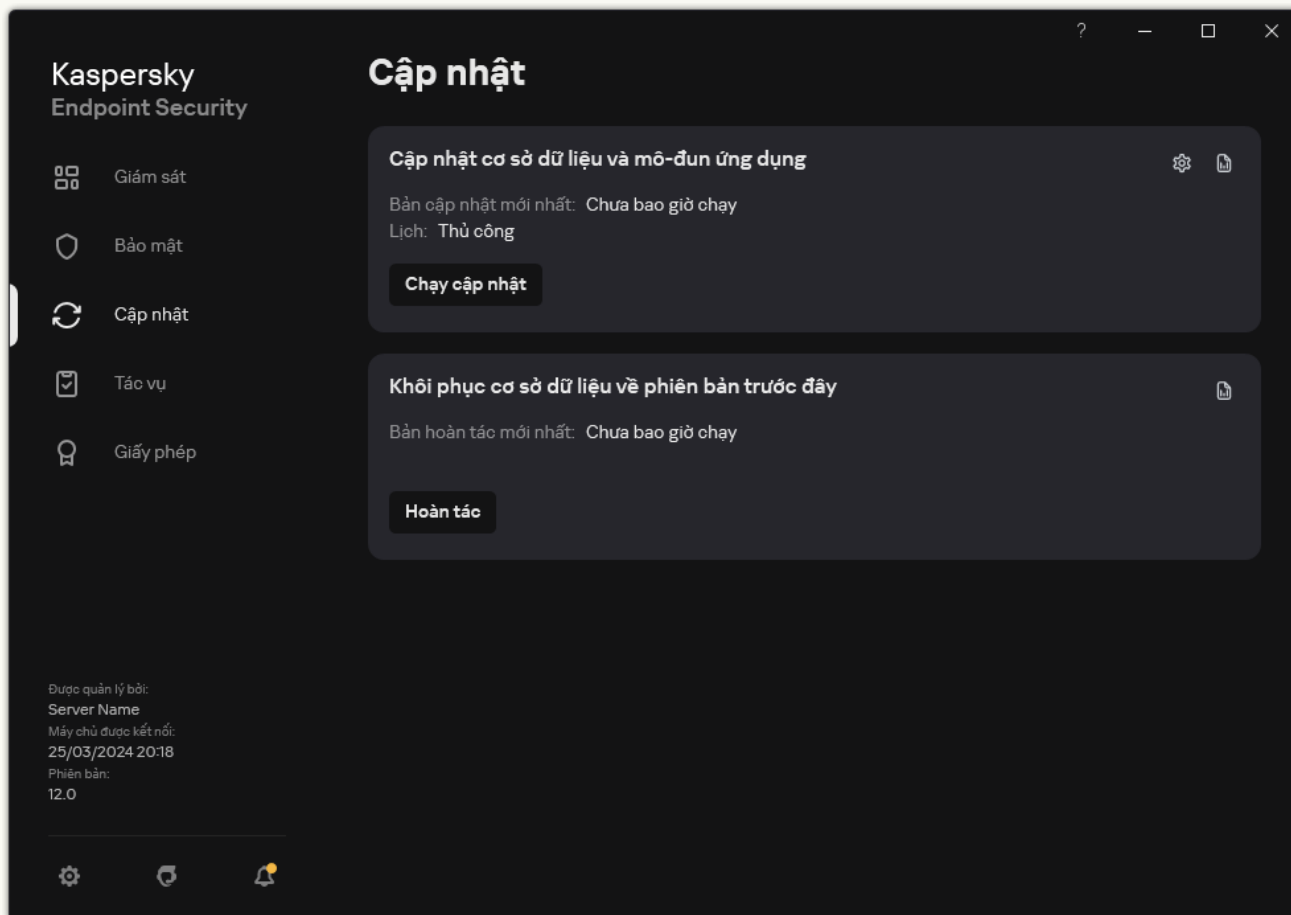 ?
Kaspersky
Endpoint Security
Giám sát
Bảo mật
Cập nhật
Tác vụ
Giấy phép
Được quản lý bởi:
Server Name
Máy chủ được kết nối:
25/03/2024 20:18
Phiên bản:
12.0
Cập nhật
Cập nhật cơ sở dữ liệu và mô-đun ứng dụng
Bản cập nhật mới nhất: Chưa bao giờ chạy
Lịch: Thủ công
Chạy cập nhật
Khôi phục cơ sở dữ liệu về phiên bản trước đây
Bản hoàn tác mới nhất: Chưa bao giờ chạy
Hoàn tác